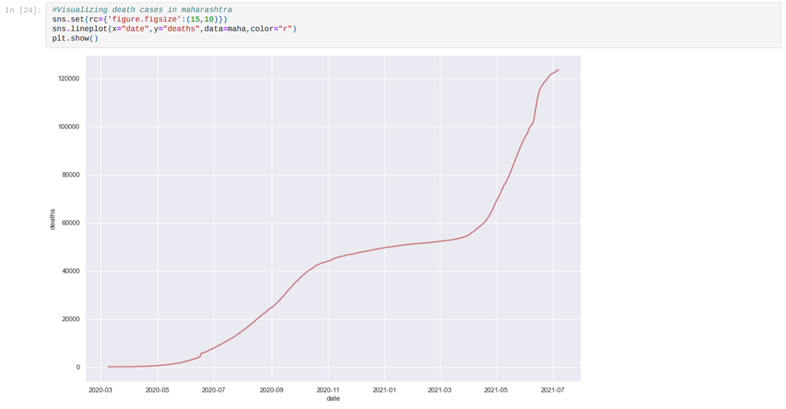 In [24]: #Visualizing death cases in maharashtra
sns.set(rc={'figure.figsize':(15,10)})
sns.lineplot(x="date",y="deaths",data=maha,color="r")
plt.show()
120000
100000
80000
60000
40000
20000
0
deaths
2020-03 2020-05 2020-07 2020-09 2020-11 2021-01 2021-03 2021-05 2021-07
date